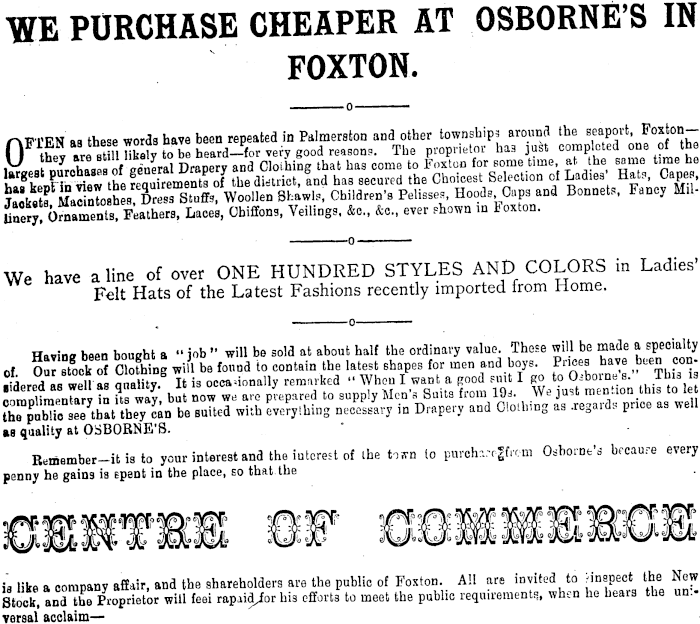 WE PURCHASE CHEAPER AT OSBORNE'S IN
FOXTON.
OFTEN as these words have been repeated in Palmerston and other townships around the seaport, Foxton—
they are still likely to be heard—for very good reasons. The proprietor has just completed one of the
largest purchases of general Drapery and Clothing that has come to Foxton for some time, at the same time he
has kept in view the requirements of the district, and has secured the Choicest Selection of Ladies' Hats, Capes,
Jackets, Macintoshes, Dress Stuffs, Woollen Shawls, Children's Pelisses, Hoods, Caps and Bonnets, Fancy Mil-
linery, Ornaments, Feathers, Laces, Chiffons, Veilings, &c., &c., ever shown in Foxton.
We have a line of over ONE HUNDRED STYLES AND COLORS in Ladies'
Felt Hats of the Latest Fashions recently imported from Home.
Having been bought a "job" will be sold at about half the ordinary value. These will be made a specialty
of. Our stock of Clothing will be found to contain the latest shapes for men and boys. Prices have been con-
sidered as well as quality. It is occasionally remarked "When I want a good suit I go to Osborne's." This is
complimentary in its way, but now we are prepared to supply Men's Suits from 19s. We just mention this to let
the public see that they can be suited with everything necessary in Drapery and Clothing as regards price as well
as quality at OSBORNE'S.
Remember—it is to your interest and the interest of the town to purchase from Osborne's because every
penny he gains is spent in the place, so that the
CENTRE OF COMMERCE
is like a company affair, and the shareholders are the public of Foxton. All are invited to inspect the New
Stock, and the Proprietor will feel rapaid for his efforts to meet the public requirements, when he hears the uni-
versal acclaim—